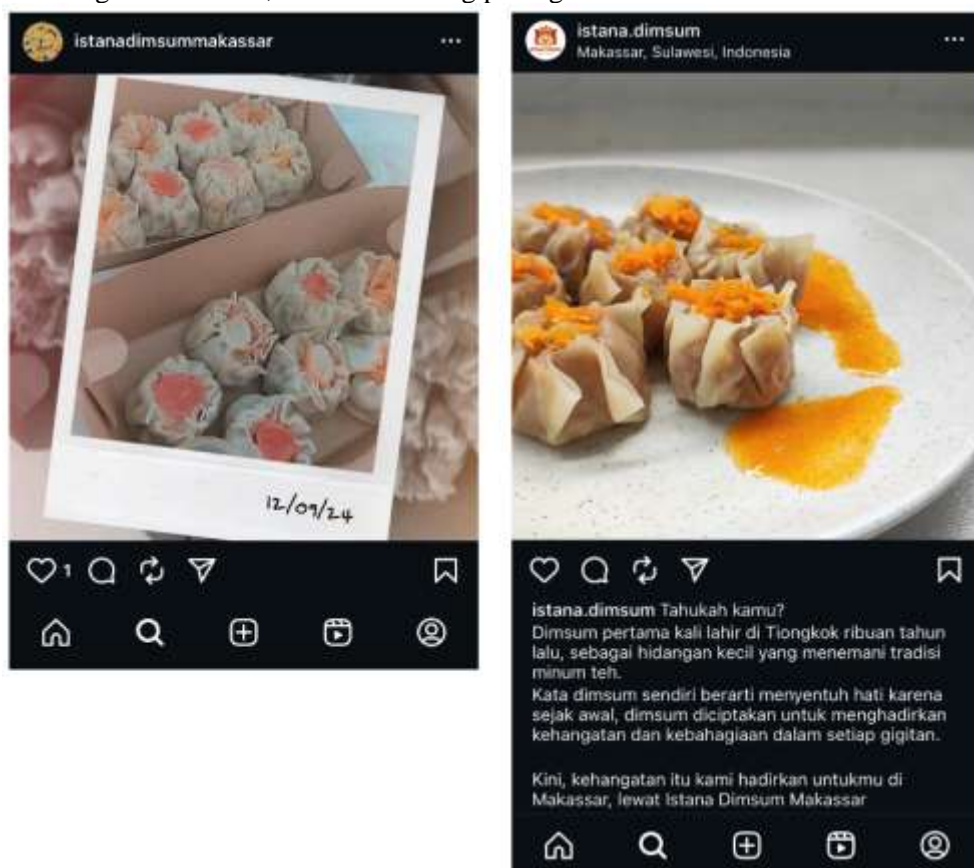 istanadimsummakassar
12/09/24
1
istana.dimsum
Makassar, Sulawesi, Indonesia
istana.dimsum Tahukah kamu?
Dimsum pertama kali lahir di Tiongkok ribuan tahun
lalu, sebagai hidangan kecil yang menemani tradisi
minum teh.
Kata dimsum sendiri berarti menyentuh hati karena
sejak awal, dimsum diciptakan untuk menghadirkan
kehangatan dan kebahagiaan dalam setiap gigitan.
Kini, kehangatan itu kami hadirkan untukmu di
Makassar, lewat Istana Dimsum Makassar